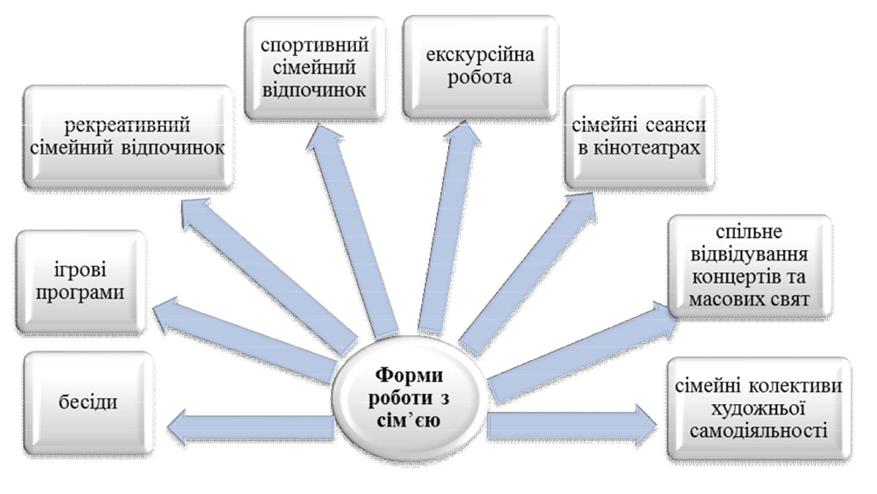 спортивний
сімейний
відпочинок
екскурсійна
робота
рекреативний
сімейний відпочинок
сімейні сеанси
в кінотеатрах
ігрові
програми
спільне
відвідування
концертів та
масових свят
бесіди
Форми
роботи з
сім’єю
сімейні колективи
художньої
самодіяльності